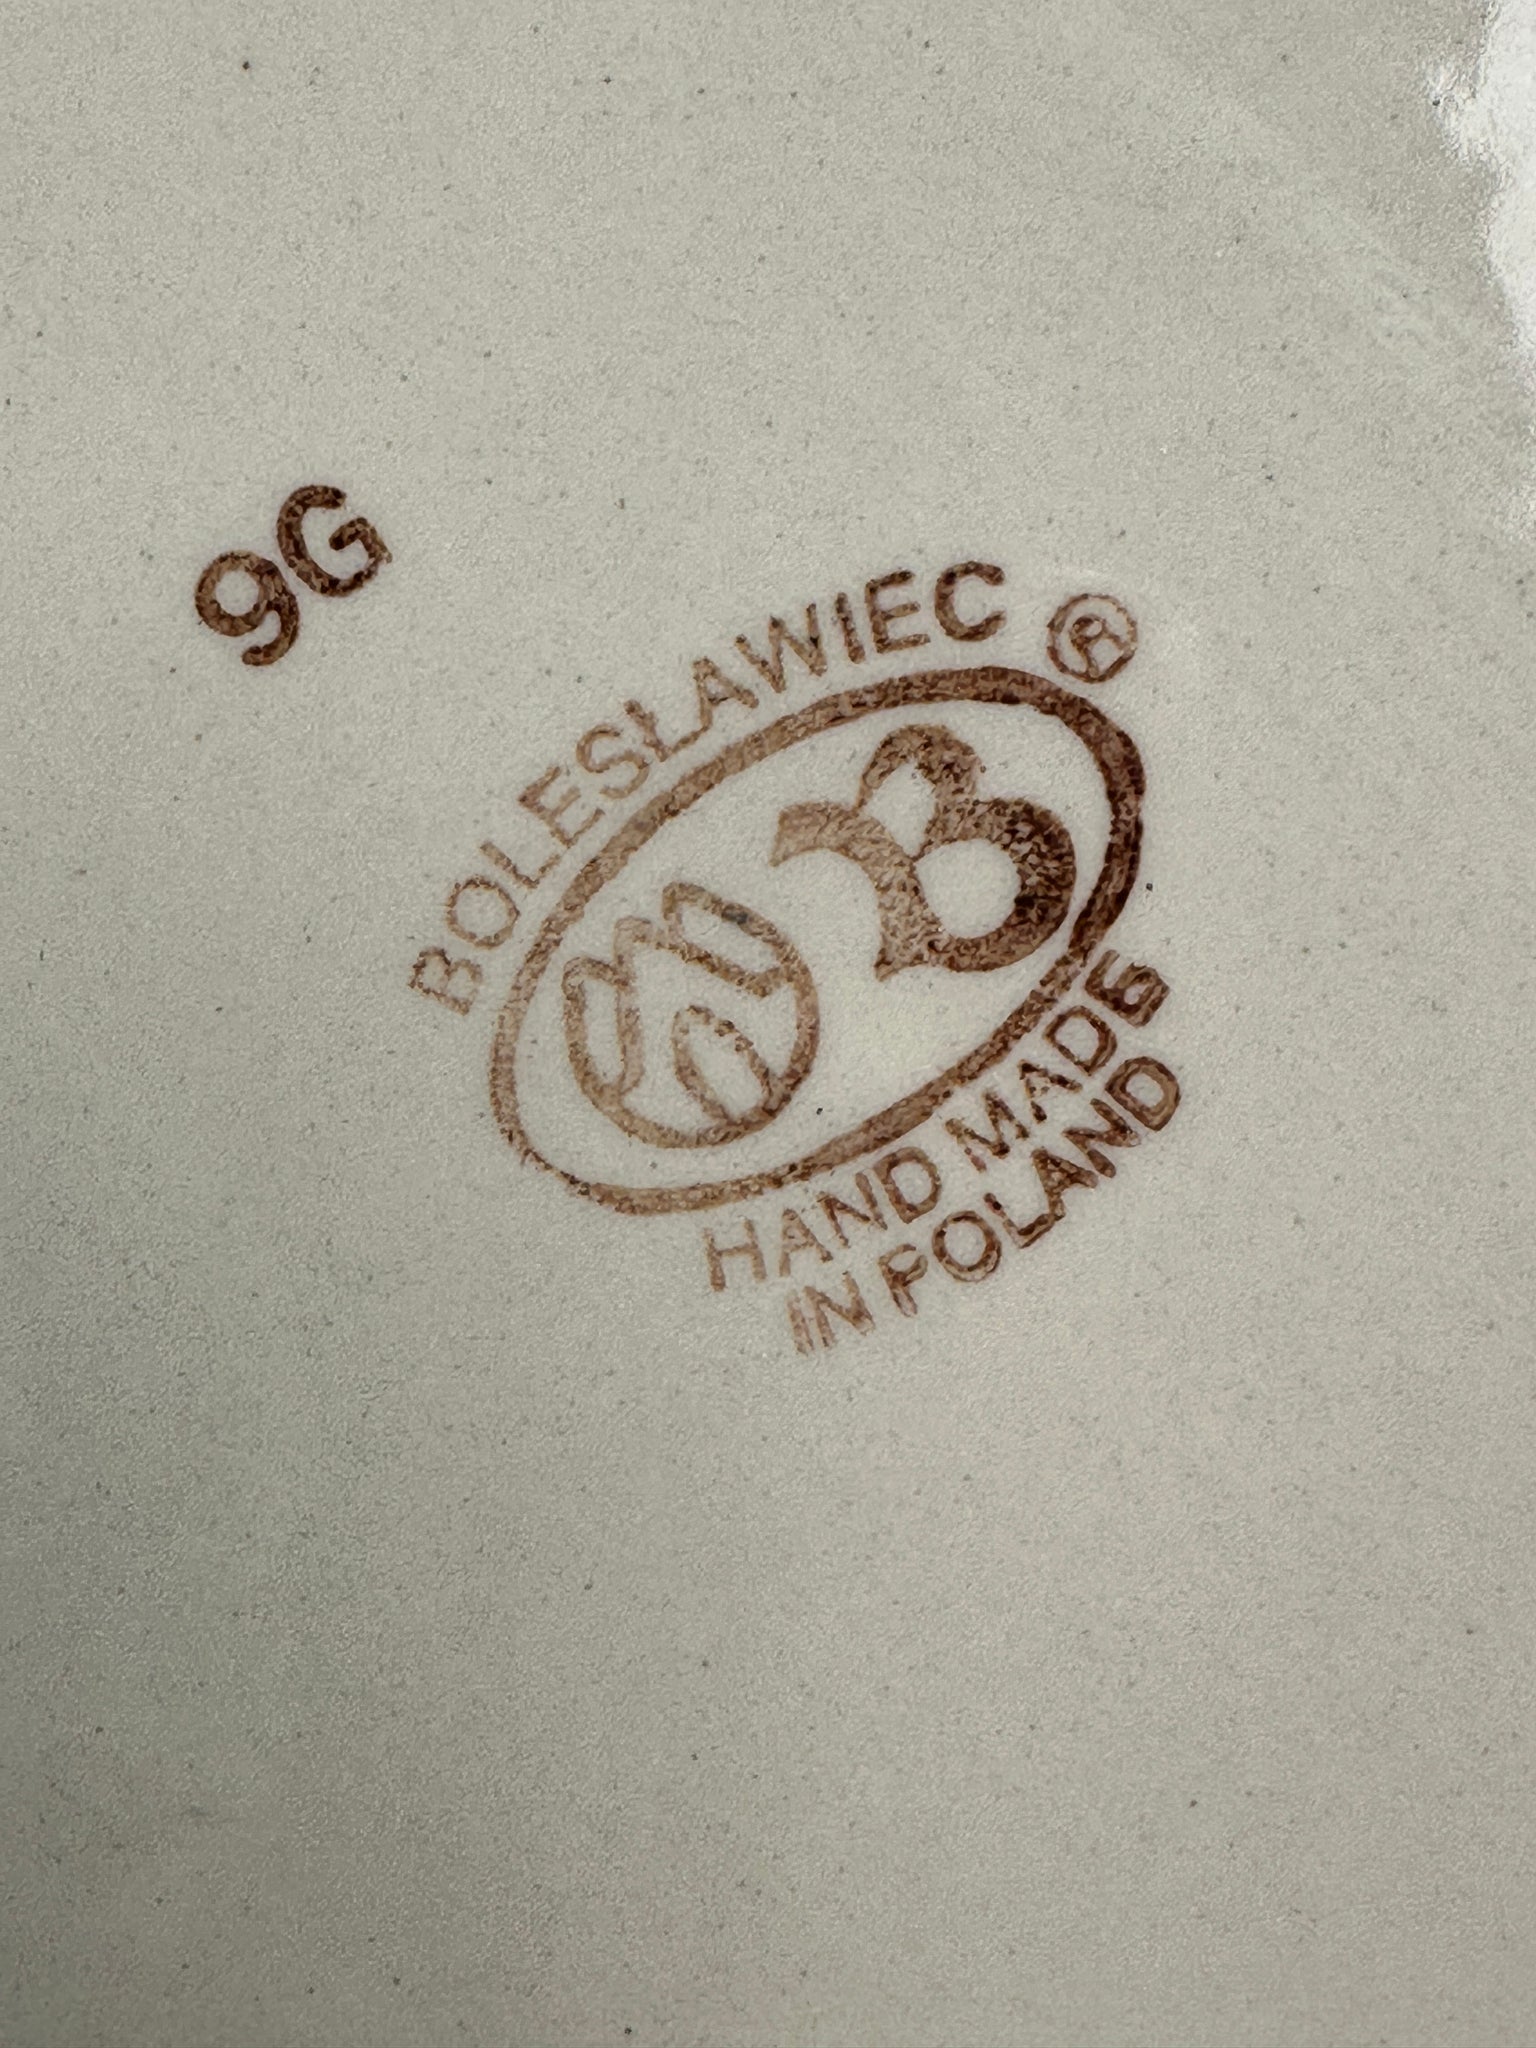 9G
BOLESŁAWIEC ®
B
HAND MADE
IN POLAND